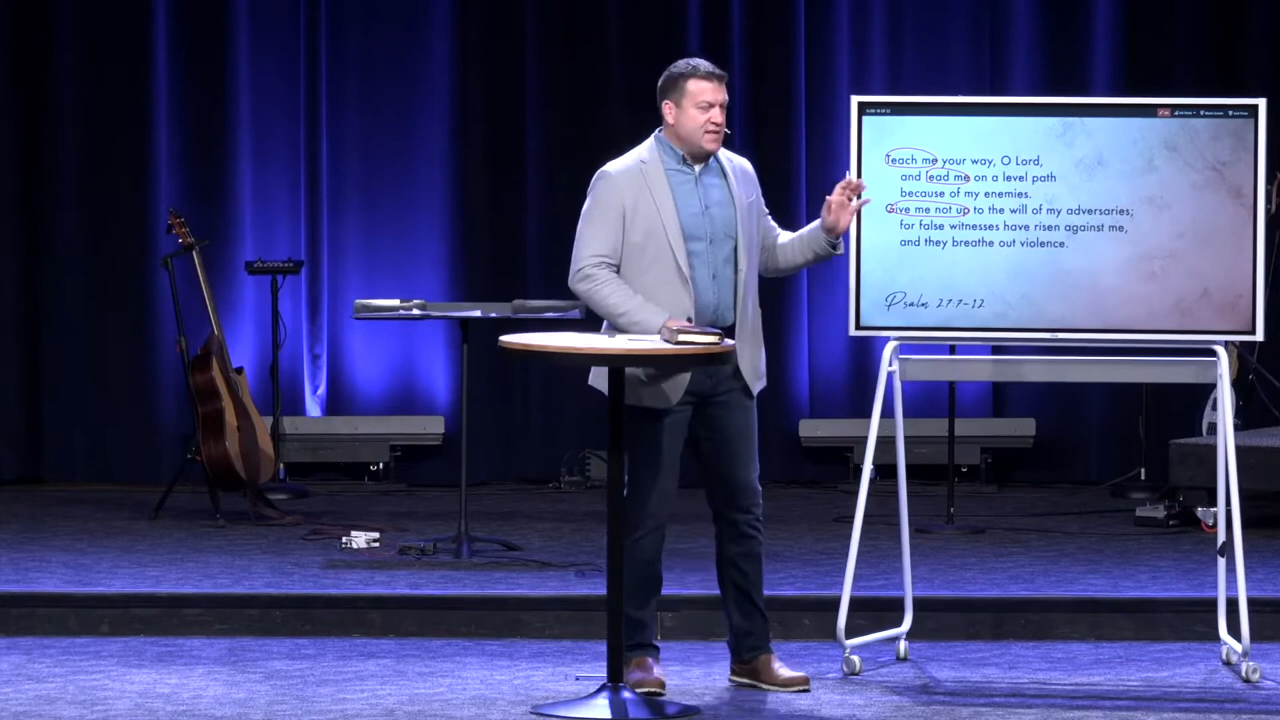 Teach me your way, O Lord,
and lead me on a level path
because of my enemies.
Give me not up to the will of my adversaries;
for false witnesses have risen against me,
and they breathe out violence.
Psalm 27:7-12